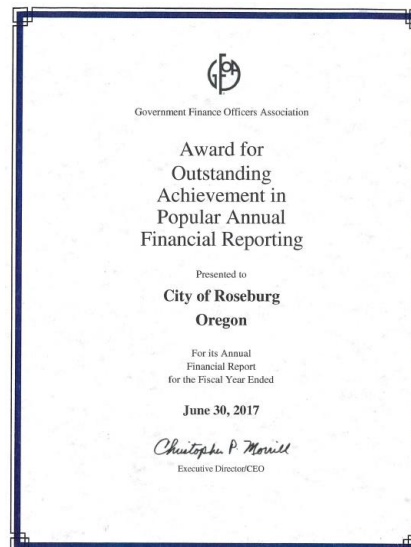 GFOA
Government Finance Officers Association
Award for
Outstanding
Achievement in
Popular Annual
Financial Reporting
Presented to
City of Roseburg
Oregon
For its Annual
Financial Report
for the Fiscal Year Ended
June 30, 2017
Christopher P. Morrill
Executive Director/CEO